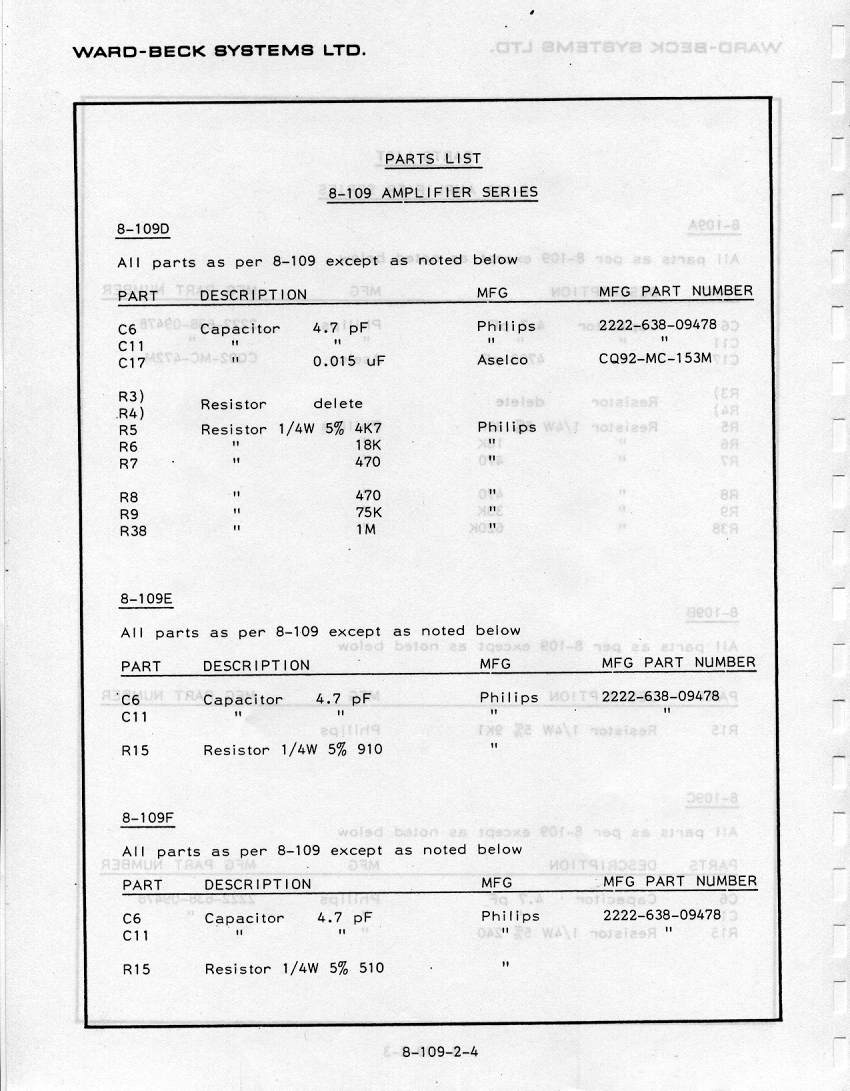 WARD-BECK SYSTEMS LTD.
PARTS LIST
8-109 AMPLIFIER SERIES
8-109D
All parts as per 8-109 except as noted below
PART DESCRIPTION MFG MFG PART NUMBER
C6 Capacitor 4.7 pF Philips 2222-638-09478
C11 " " " "
C17 " 0.015 uF Aselco CQ92-MC-153M
R3)
R4) Resistor delete
R5 Resistor 1/4W 5% 4K7 Philips
R6 " 18K "
R7 " 470 "
R8 " 470 "
R9 " 75K "
R38 " 1M "
8-109E
All parts as per 8-109 except as noted below
PART DESCRIPTION MFG MFG PART NUMBER
C6 Capacitor 4.7 pF Philips 2222-638-09478
C11 " " " "
R15 Resistor 1/4W 5% 910 "
8-109F
All parts as per 8-109 except as noted below
PART DESCRIPTION MFG MFG PART NUMBER
C6 Capacitor 4.7 pF Philips 2222-638-09478
C11 " " " "
R15 Resistor 1/4W 5% 510 "
8-109-2-4